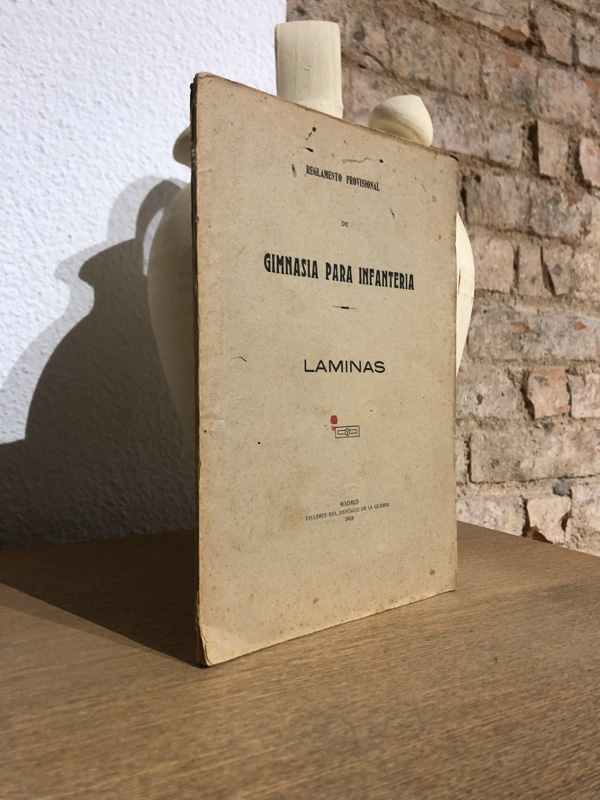 REGLAMENTO PROVISIONAL
DE
GIMNASIA PARA INFANTERIA
LAMINAS
MADRID
TALLERES DEL DEPÓSITO DE LA GUERRA